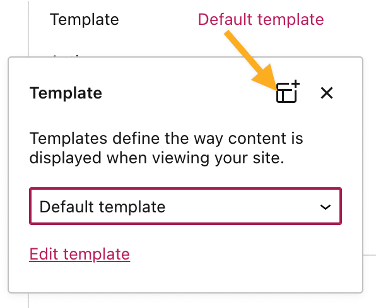 Template Default template
Template
Templates define the way content is
displayed when viewing your site.
Default template
Edit template